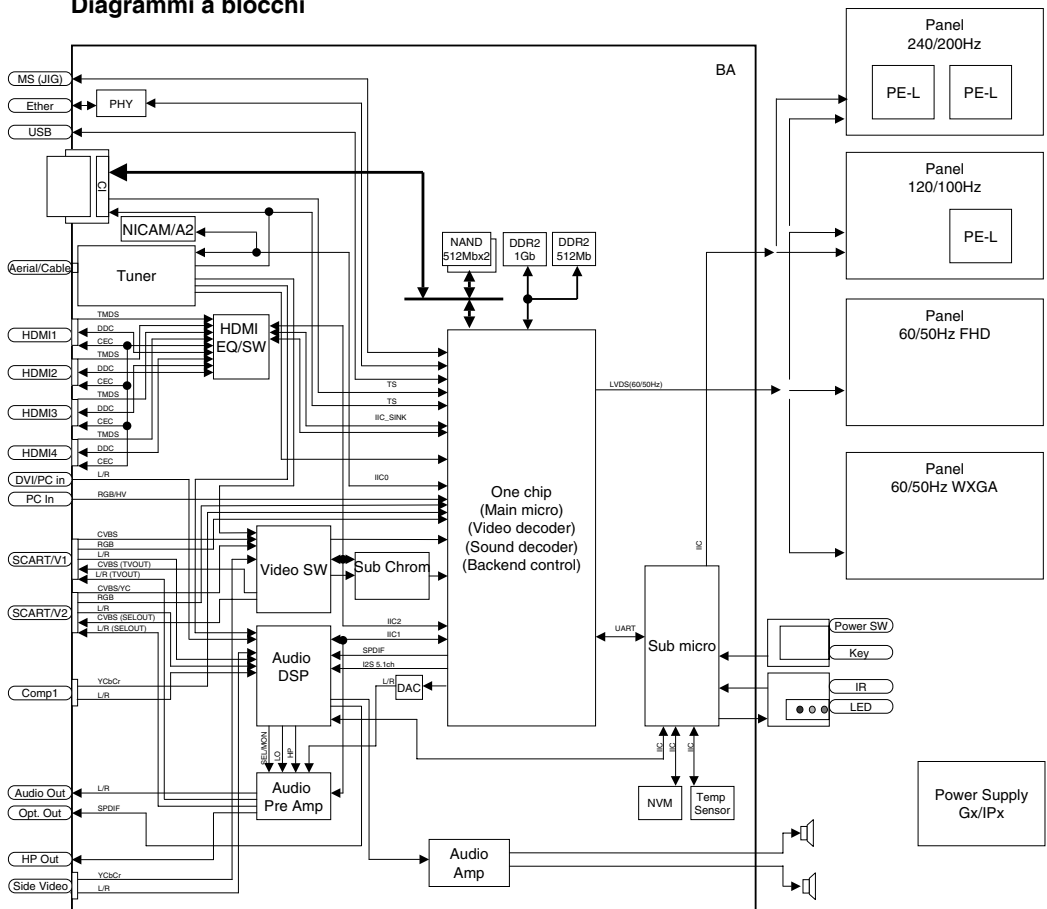 Diagrammi a blocchi
BA
MS (JIG)
Ether
USB
PHY
CI
NICAM/A2
Aerial/Cable
Tuner
NAND
512Mbx2
DDR2
1Gb
DDR2
512Mb
Panel
240/200Hz
PE-L
PE-L
Panel
120/100Hz
PE-L
Panel
60/50Hz FHD
Panel
60/50Hz WXGA
HDMI1
HDMI2
HDMI3
HDMI4
TMDS
DDC
CEC
TMDS
DDC
CEC
TMDS
DDC
CEC
TMDS
DDC
CEC
HDMI
EQ/SW
TS
TS
IIC_SINK
IIC0
LVDS(60/50Hz)
DVI/PC in
L/R
PC In
RGB/HV
One chip
(Main micro)
(Video decoder)
(Sound decoder)
(Backend control)
SCART/V1
CVBS
RGB
L/R
CVBS (TVOUT)
L/R (TVOUT)
SCART/V2
CVBS/YC
RGB
L/R
CVBS (SELOUT)
L/R (SELOUT)
Video SW
Sub Chrom
IIC2
IIC1
SPDIF
I2S 5.1ch
L/R
DAC
Audio
DSP
Comp1
YCbCr
L/R
SEL/MON
LO
HP
UART
IIC
Sub micro
Power SW
Key
IR
LED
IIC
IIC
IIC
NVM
Temp
Sensor
Audio
Pre Amp
Audio Out
L/R
Opt. Out
SPDIF
HP Out
Side Video
YCbCr
L/R
Audio
Amp
Power Supply
Gx/IPx